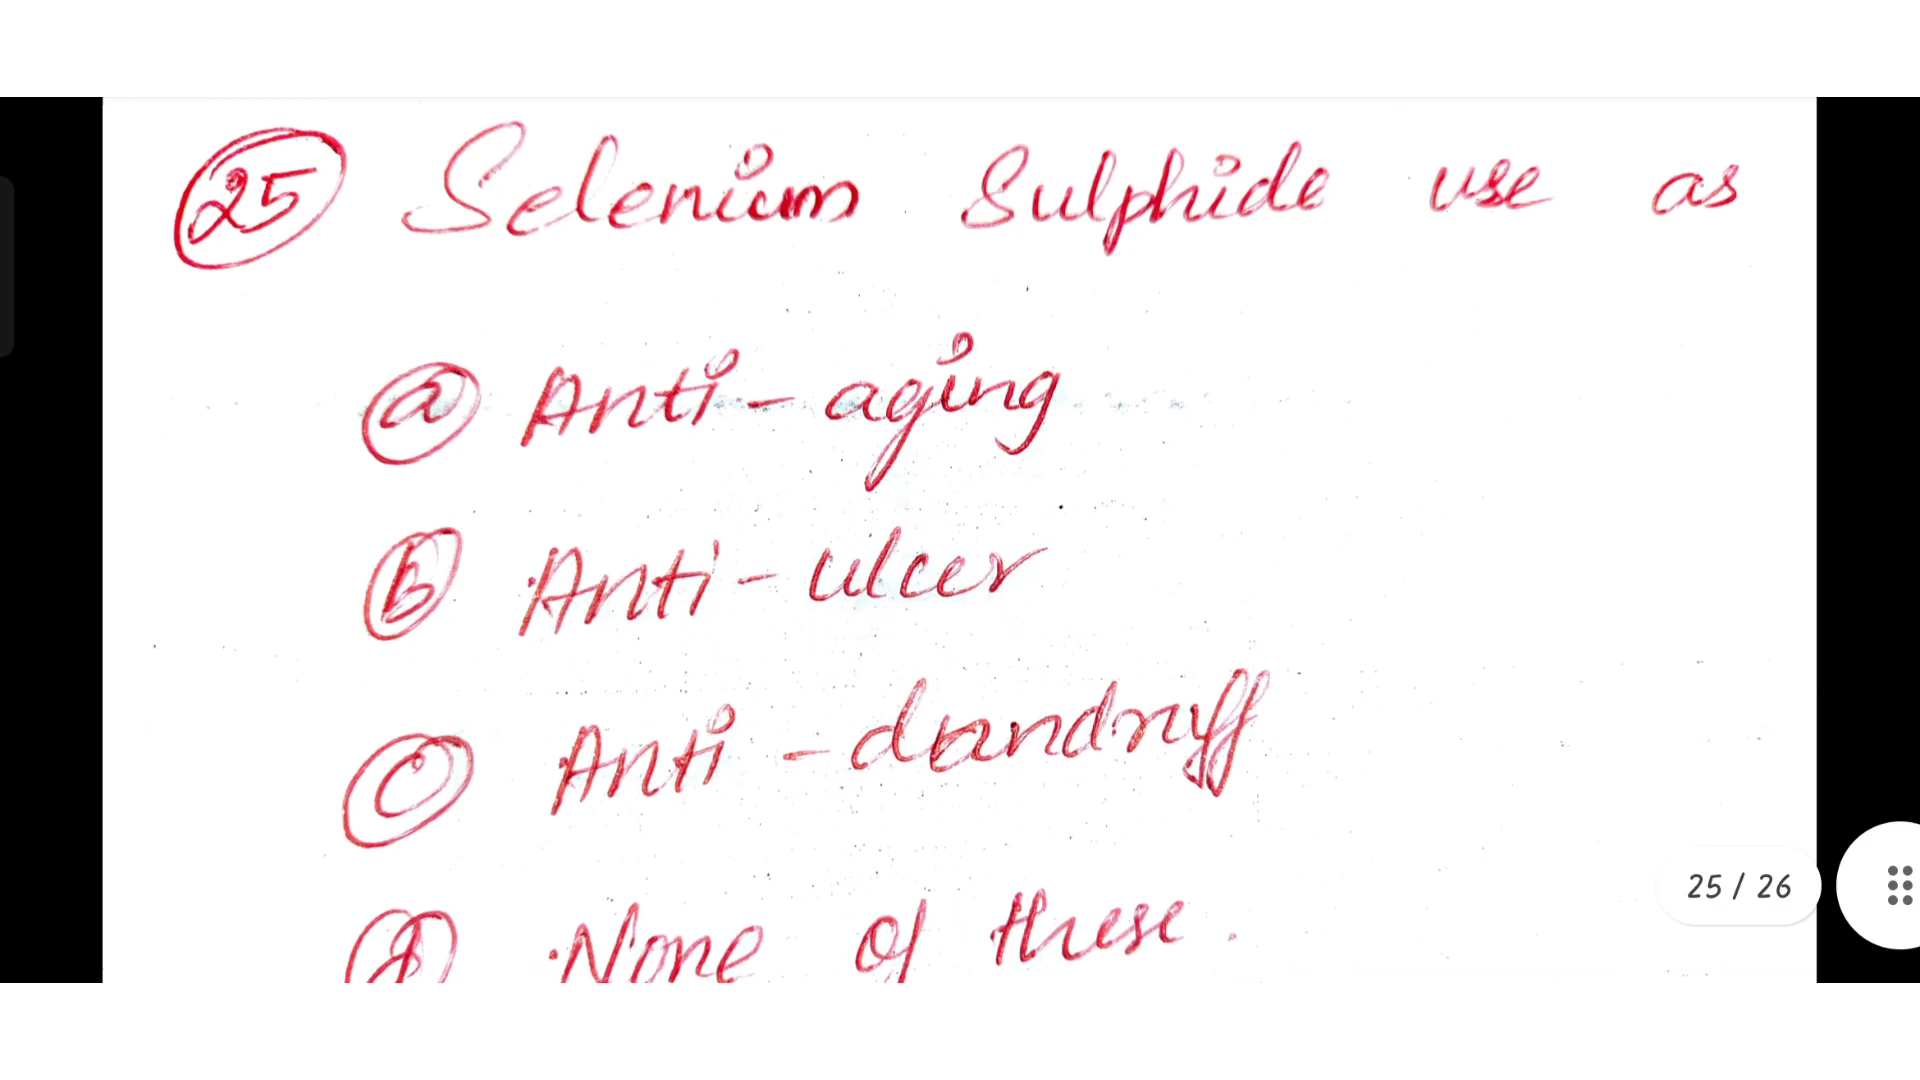 25 Selenium Sulphide use as
a Anti-aging
b Anti-ulcer
c Anti-dandruff
d None of these.
25 / 26